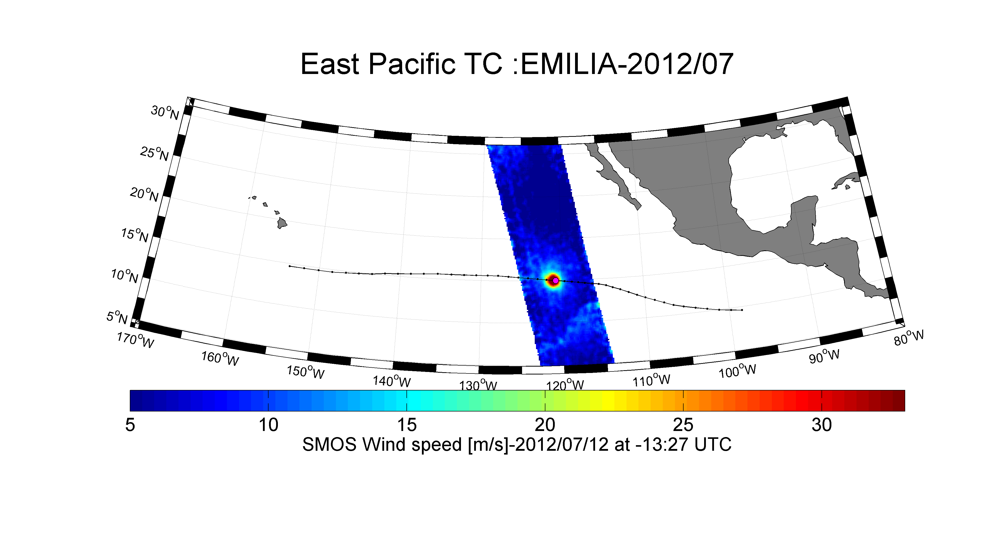 East Pacific TC :EMILIA-2012/07
30°N
25°N
20°N
15°N
10°N
5°N
170°W
160°W
150°W
140°W
130°W
120°W
110°W
100°W
90°W
80°W
5 10 15 20 25 30
SMOS Wind speed [m/s]-2012/07/12 at -13:27 UTC